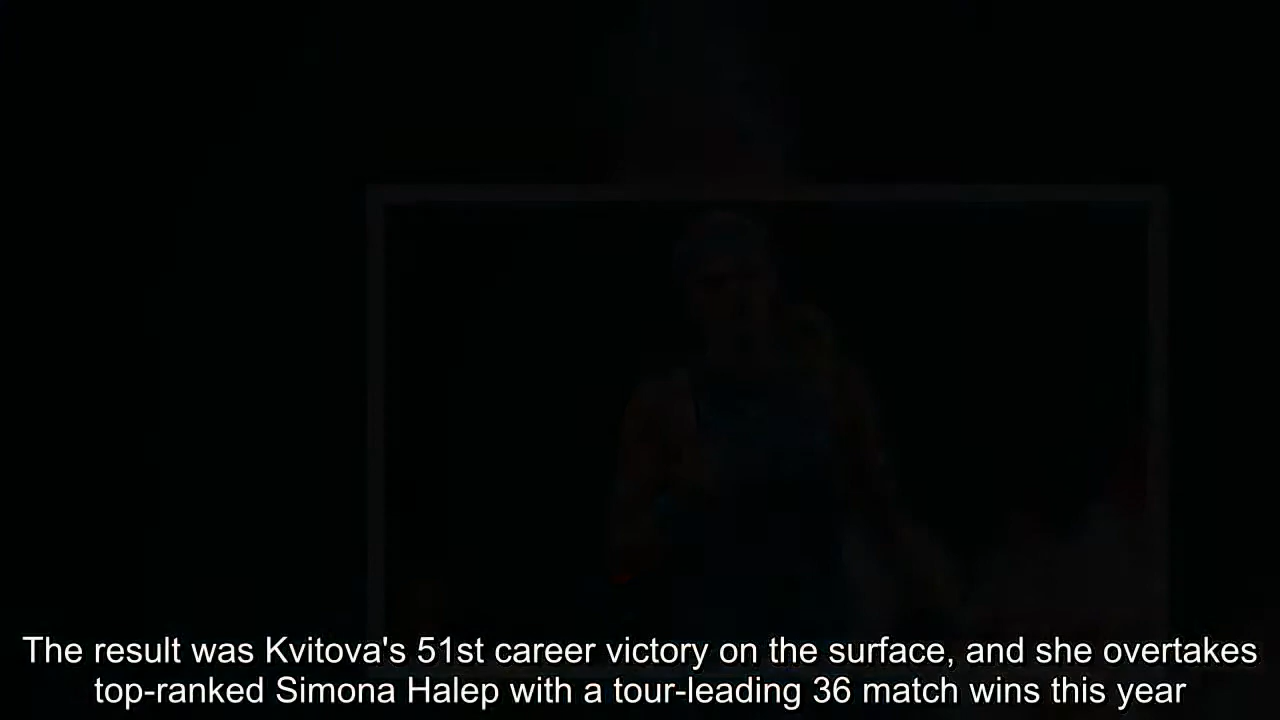 The result was Kvitova's 51st career victory on the surface, and she overtakes
top-ranked Simona Halep with a tour-leading 36 match wins this year